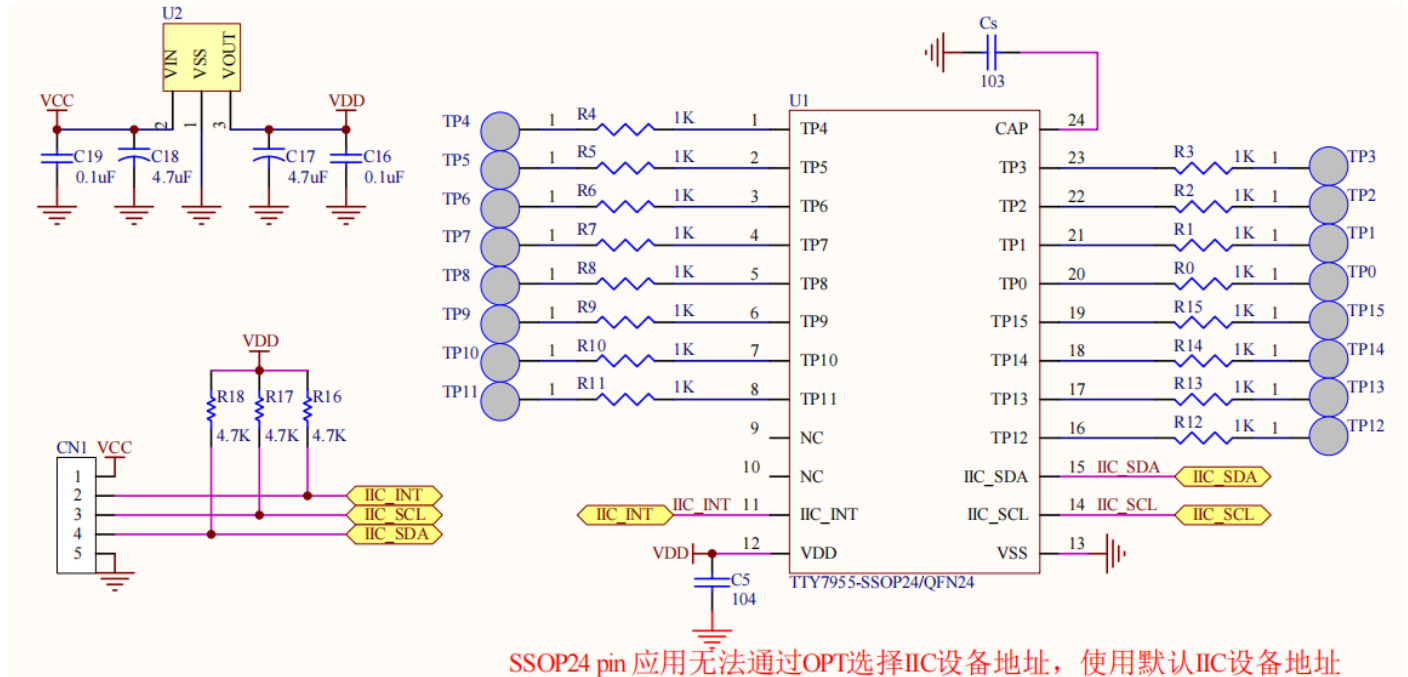 U2
VIN
VSS
VOUT
2
1
3
VCC
VDD
C19
0.1uF
C18
4.7uF
C17
4.7uF
C16
0.1uF
VDD
R18
4.7K
R17
4.7K
R16
4.7K
CN1
VCC
1
2
3
4
5
IIC_INT
IIC_SCL
IIC_SDA
TP4 1 R4 1K 1 TP4
TP5 1 R5 1K 2 TP5
TP6 1 R6 1K 3 TP6
TP7 1 R7 1K 4 TP7
TP8 1 R8 1K 5 TP8
TP9 1 R9 1K 6 TP9
TP10 1 R10 1K 7 TP10
TP11 1 R11 1K 8 TP11
9 NC
10 NC
IIC_INT IIC_INT 11 IIC_INT
VDD 12 VDD
C5
104
U1
Cs
103
CAP 24
TP3 23 R3 1K 1 TP3
TP2 22 R2 1K 1 TP2
TP1 21 R1 1K 1 TP1
TP0 20 R0 1K 1 TP0
TP15 19 R15 1K 1 TP15
TP14 18 R14 1K 1 TP14
TP13 17 R13 1K 1 TP13
TP12 16 R12 1K 1 TP12
IIC_SDA 15 IIC_SDA IIC_SDA
IIC_SCL 14 IIC_SCL IIC_SCL
VSS 13
TTY7955-SSOP24/QFN24
SSOP24 pin 应用无法通过OPT选择IIC设备地址，使用默认IIC设备地址